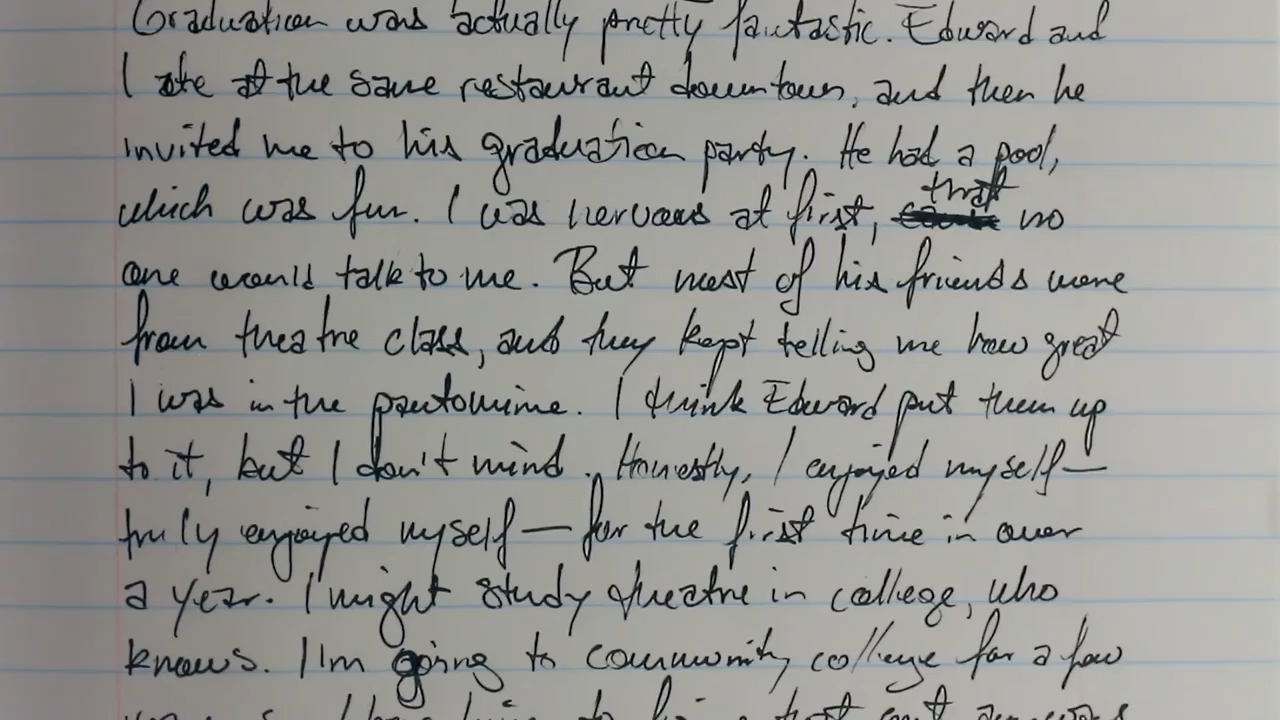 Graduation was actually pretty fantastic. Edward and
I ate at the same restaurant downtown, and then he
invited me to his graduation party. He had a pool,
which was fun. I was nervous at first, that no
one would talk to me. But most of his friends were
from theatre class, and they kept telling me how great
I was in the pantomime. I think Edward put them up
to it, but I don't mind. Honestly, I enjoyed myself—
truly enjoyed myself—for the first time in over
a year. I might study theatre in college, who
knows. I'm going to community college for a few